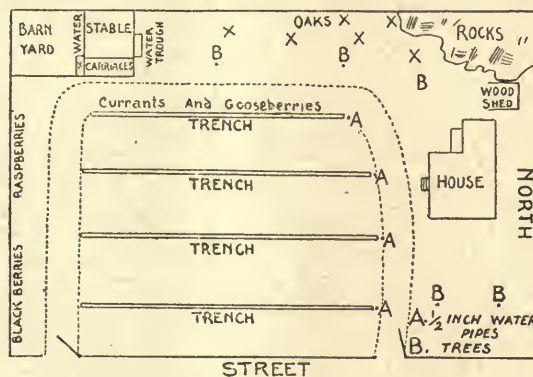 BARN
YARD
WATER
STABLE
X CARRIAGES
WATER
TROUGH
OAKS
X X X X X X
ROCKS
B B B
WOOD
SHED
Currants And Gooseberries
TRENCH
A
TRENCH
A
TRENCH
A
TRENCH
A
RASPBERRIES
BLACK BERRIES
HOUSE
NORTH
B B
A. 1/2 INCH WATER
PIPES
B. TREES
STREET